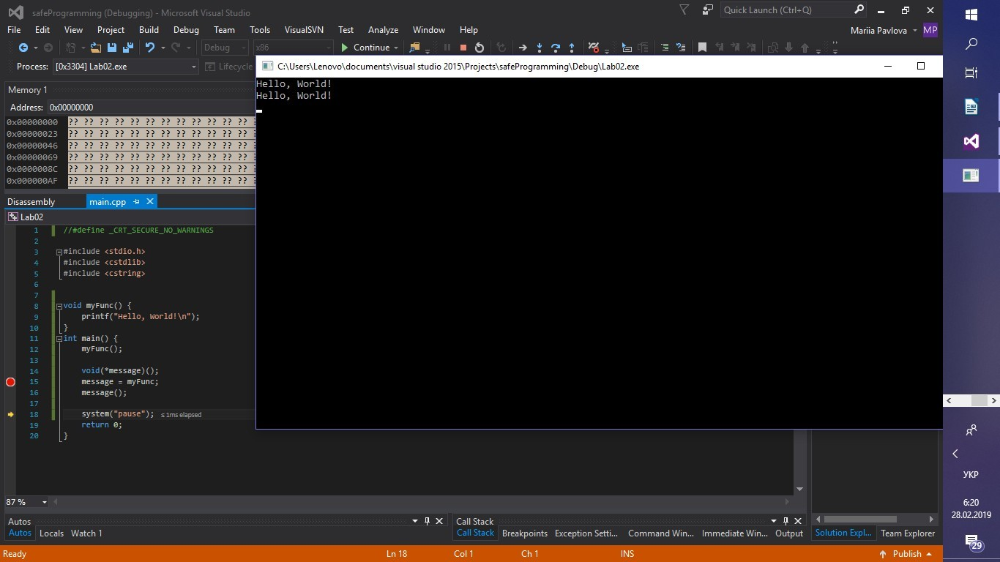 safeProgramming (Debugging) - Microsoft Visual Studio
Quick Launch (Ctrl+Q)
File Edit View Project Build Debug Team Tools VisualSVN Test Analyze Window Help
Mariia Pavlova MP
Debug x86 Continue
Process: [0x3304] Lab02.exe Lifecycle
C:\Users\Lenovo\documents\visual studio 2015\Projects\safeProgramming\Debug\Lab02.exe
Hello, World!
Hello, World!
Memory 1
Address: 0x00000000
0x00000000 ?? ?? ?? ?? ?? ?? ?? ?? ?? ?? ?? ?? ?
0x00000023 ?? ?? ?? ?? ?? ?? ?? ?? ?? ?? ?? ?? ?
0x00000046 ?? ?? ?? ?? ?? ?? ?? ?? ?? ?? ?? ?? ?
0x00000069 ?? ?? ?? ?? ?? ?? ?? ?? ?? ?? ?? ?? ?
0x0000008C ?? ?? ?? ?? ?? ?? ?? ?? ?? ?? ?? ?? ?
0x000000AF ?? ?? ?? ?? ?? ?? ?? ?? ?? ?? ?? ?? ?
Disassembly main.cpp
Lab02
1 //#define _CRT_SECURE_NO_WARNINGS
2
3 #include <stdio.h>
4 #include <cstdlib>
5 #include <cstring>
6
7
8 void myFunc() {
9 printf("Hello, World!\n");
10 }
11 int main() {
12 myFunc();
13
14 void(*message)();
15 message = myFunc;
16 message();
17
18 system("pause"); ≤ 1ms elapsed
19 return 0;
20 }
87 %
Autos
Autos Locals Watch 1
Call Stack
Call Stack Breakpoints Exception Setti... Command Win... Immediate Win... Output
Solution Expl... Team Explorer
Ready Ln 18 Col 1 Ch 1 INS Publish
УКР
6:20
28.02.2019
29